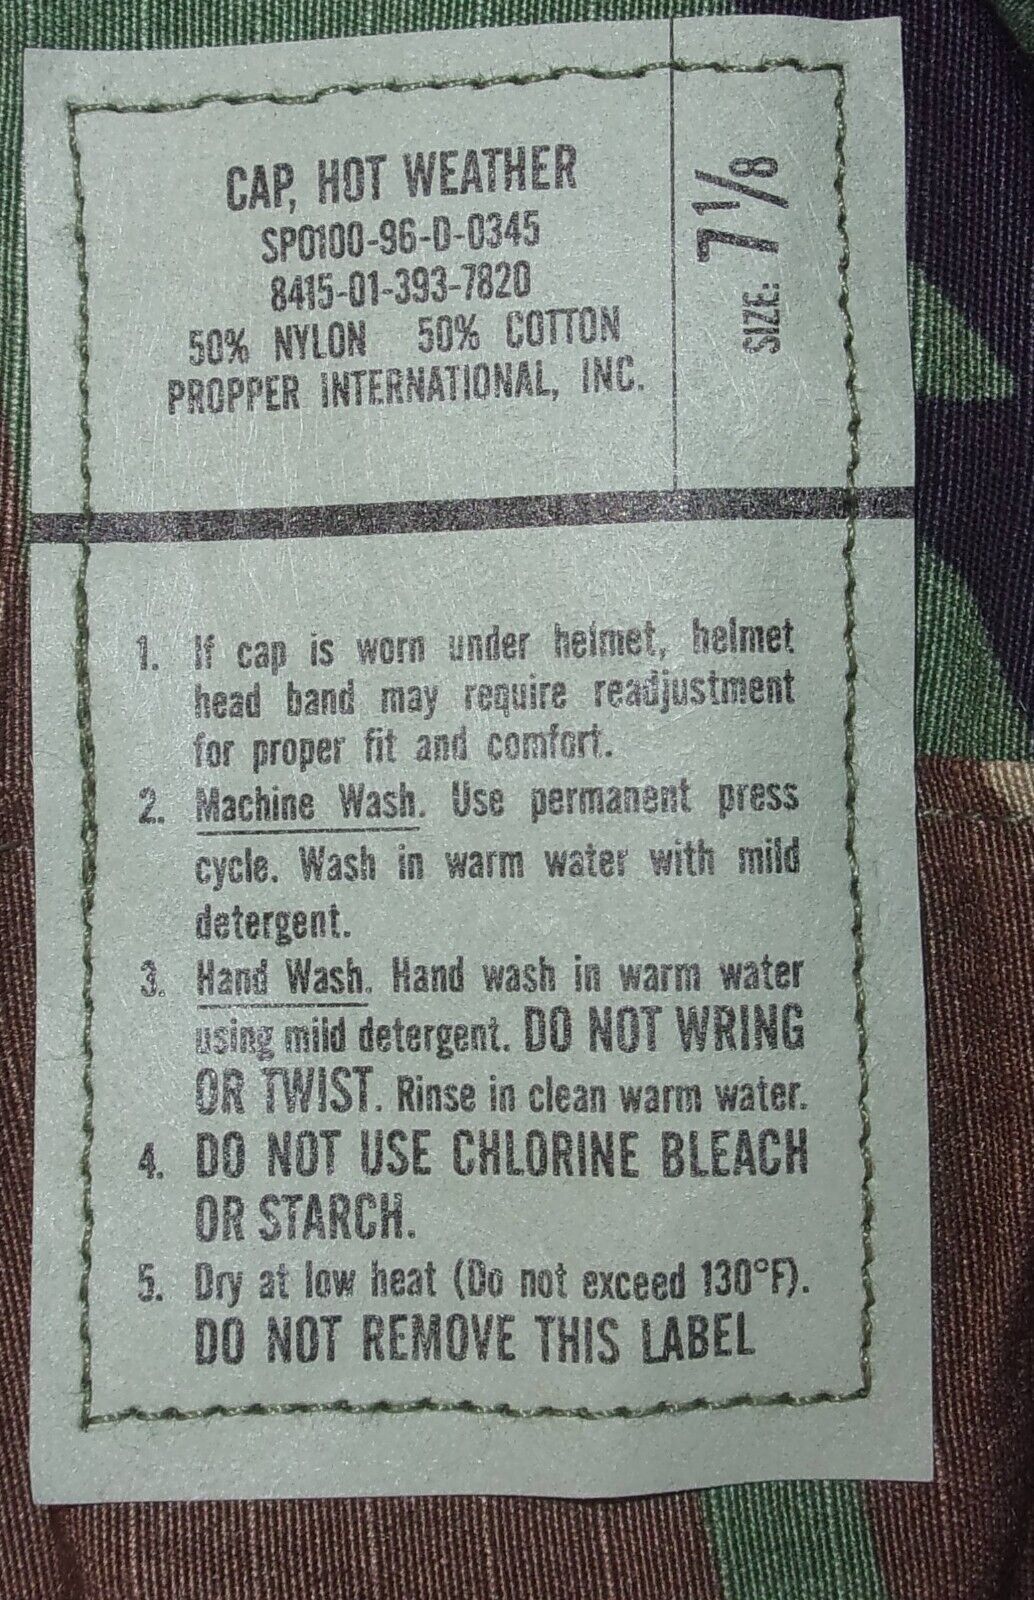 CAP, HOT WEATHER
SPO100-96-D-0345
8415-01-393-7820
50% NYLON 50% COTTON
PROPPER INTERNATIONAL, INC.
SIZE: 7 1/8
1. If cap is worn under helmet, helmet
head band may require readjustment
for proper fit and comfort.
2. Machine Wash. Use permanent press
cycle. Wash in warm water with mild
detergent.
3. Hand Wash. Hand wash in warm water
using mild detergent. DO NOT WRING
OR TWIST. Rinse in clean warm water.
4. DO NOT USE CHLORINE BLEACH
OR STARCH.
5. Dry at low heat (Do not exceed 130°F).
DO NOT REMOVE THIS LABEL